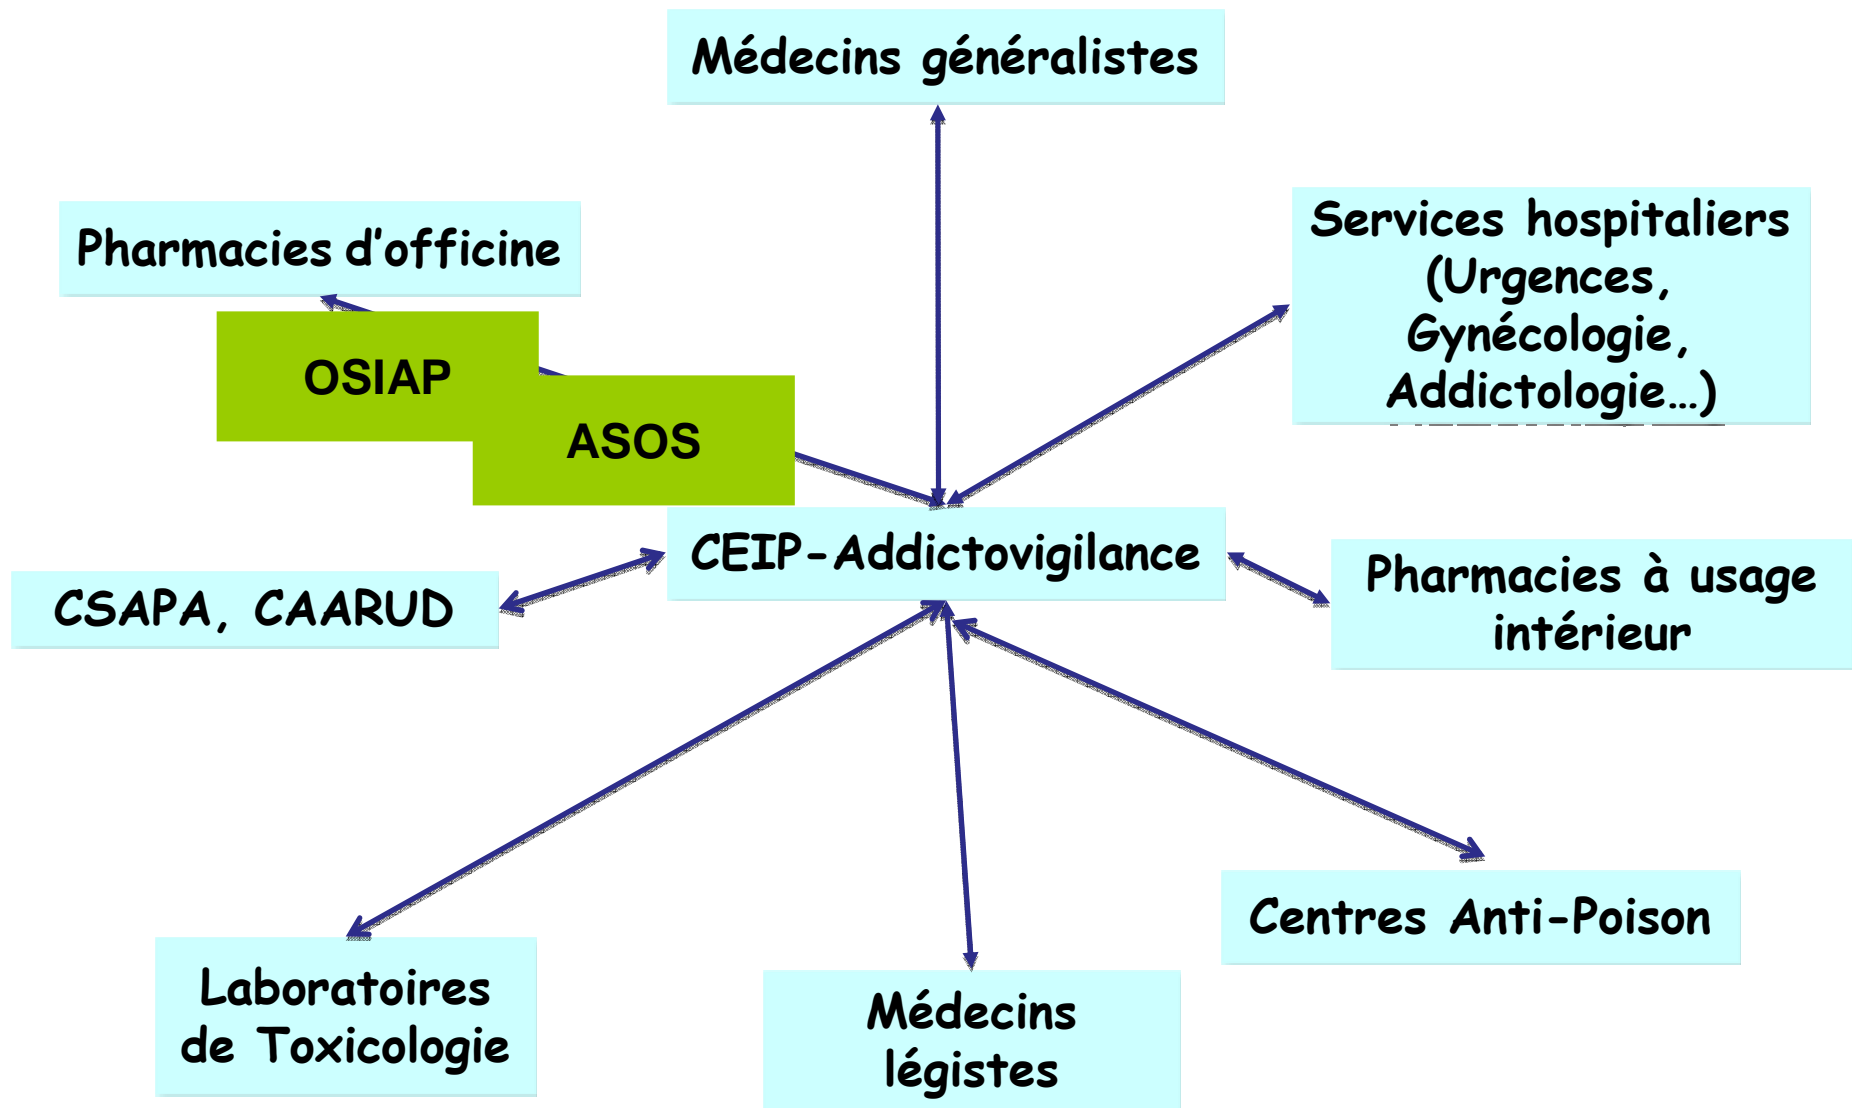 Médecins généralistes
Pharmacies d’officine
Services hospitaliers
(Urgences,
Gynécologie,
Addictologie…)
OSIAP
ASOS
CEIP-Addictovigilance
CSAPA, CAARUD
Pharmacies à usage
intérieur
Centres Anti-Poison
Laboratoires
de Toxicologie
Médecins
légistes